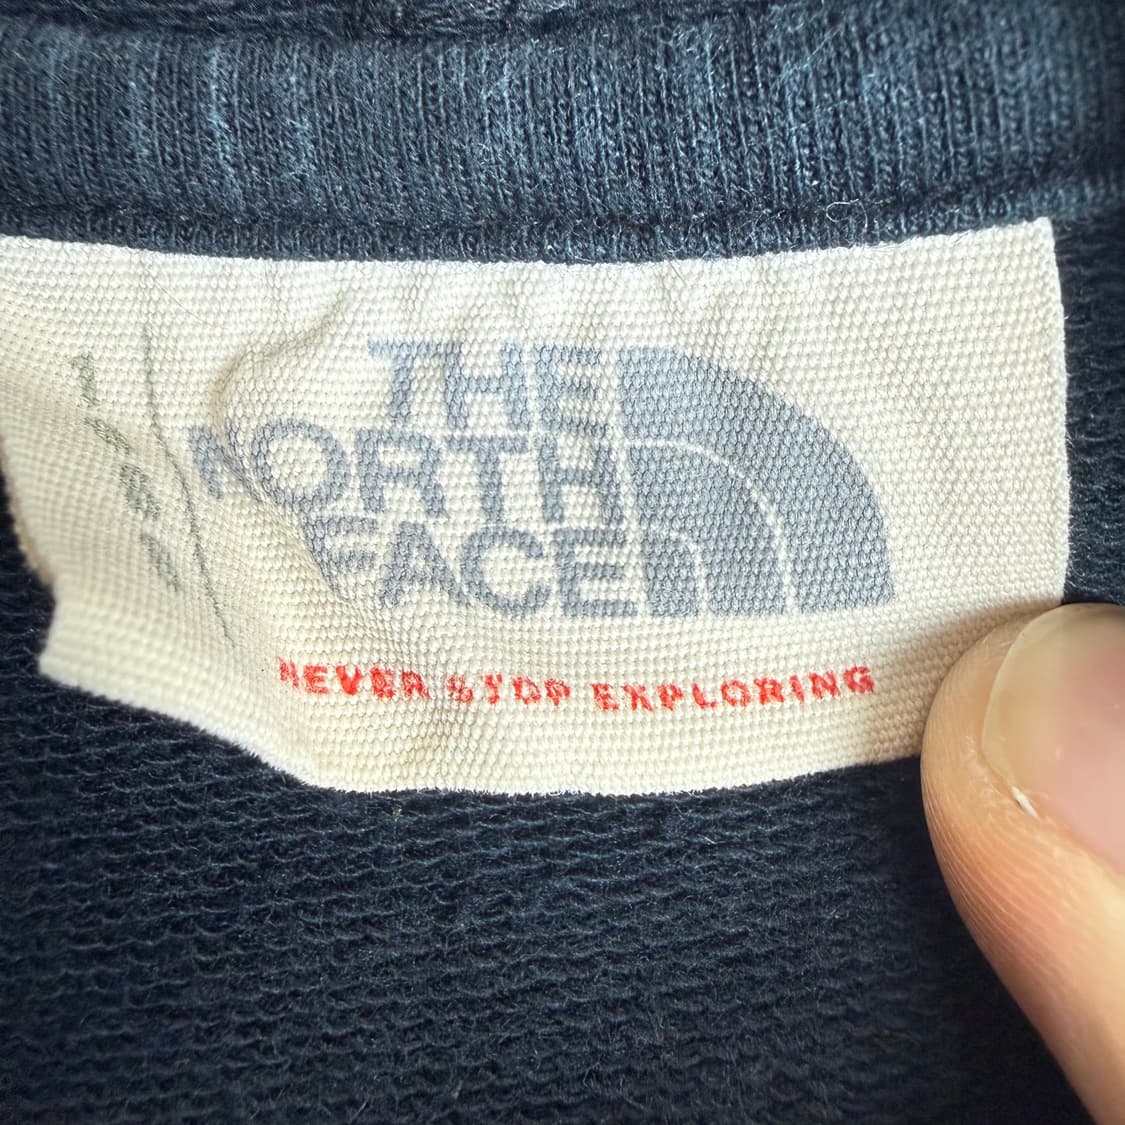 THE
NORTH
FACE
NEVER STOP EXPLORING